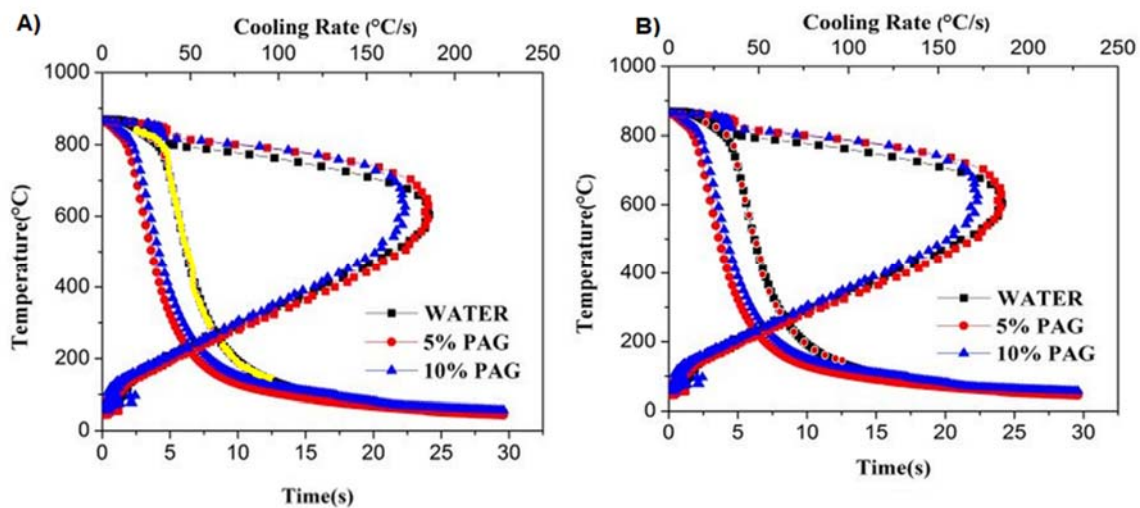 A)
Cooling Rate (°C/s)
0 50 100 150 200 250
1000
800
600
400
200
0
Temperature(°C)
WATER
5% PAG
10% PAG
0 5 10 15 20 25 30
Time(s)
B)
Cooling Rate (°C/s)
0 50 100 150 200 250
1000
800
600
400
200
0
Temperature(°C)
WATER
5% PAG
10% PAG
0 5 10 15 20 25 30
Time(s)